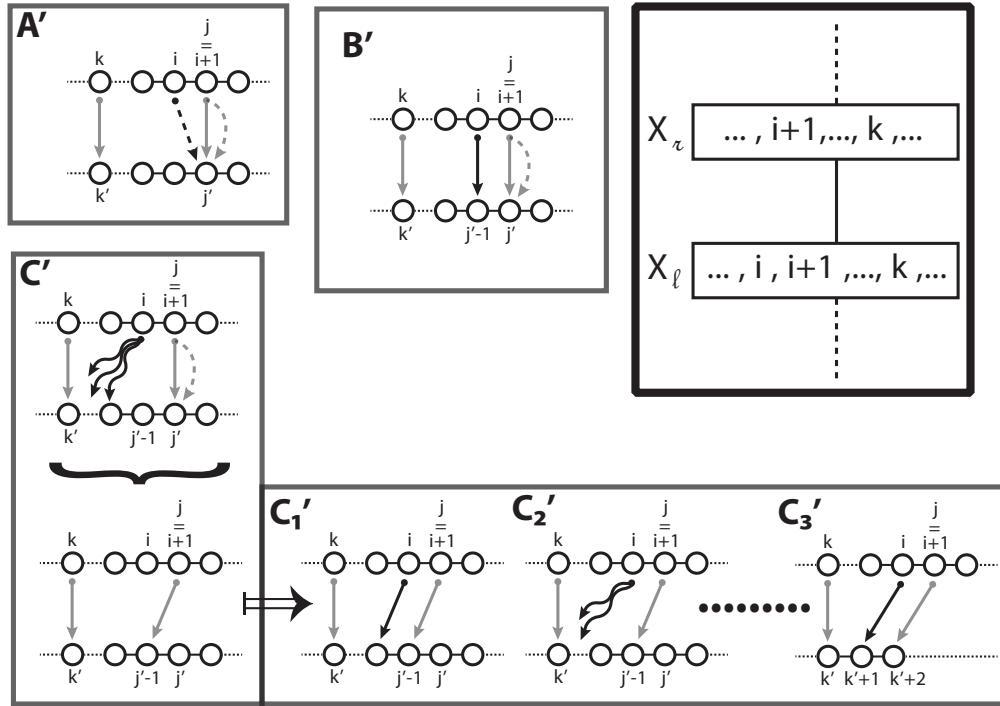 A′
j
=
k i i+1
k′ j′
B′
j
=
k i i+1
k′ j′-1 j′
X𝓇 ... , i+1,..., k ,...
Xℓ ... , i , i+1 ,..., k ,...
C′
j
=
k i i+1
k′ j′-1 j′
k i i+1
k′ j′-1 j′
C₁′
j
=
k i i+1
k′ j′-1 j′
C₂′
j
=
k i i+1
k′ j′-1 j′
C₃′
j
=
k i i+1
k′ k′+1 k′+2